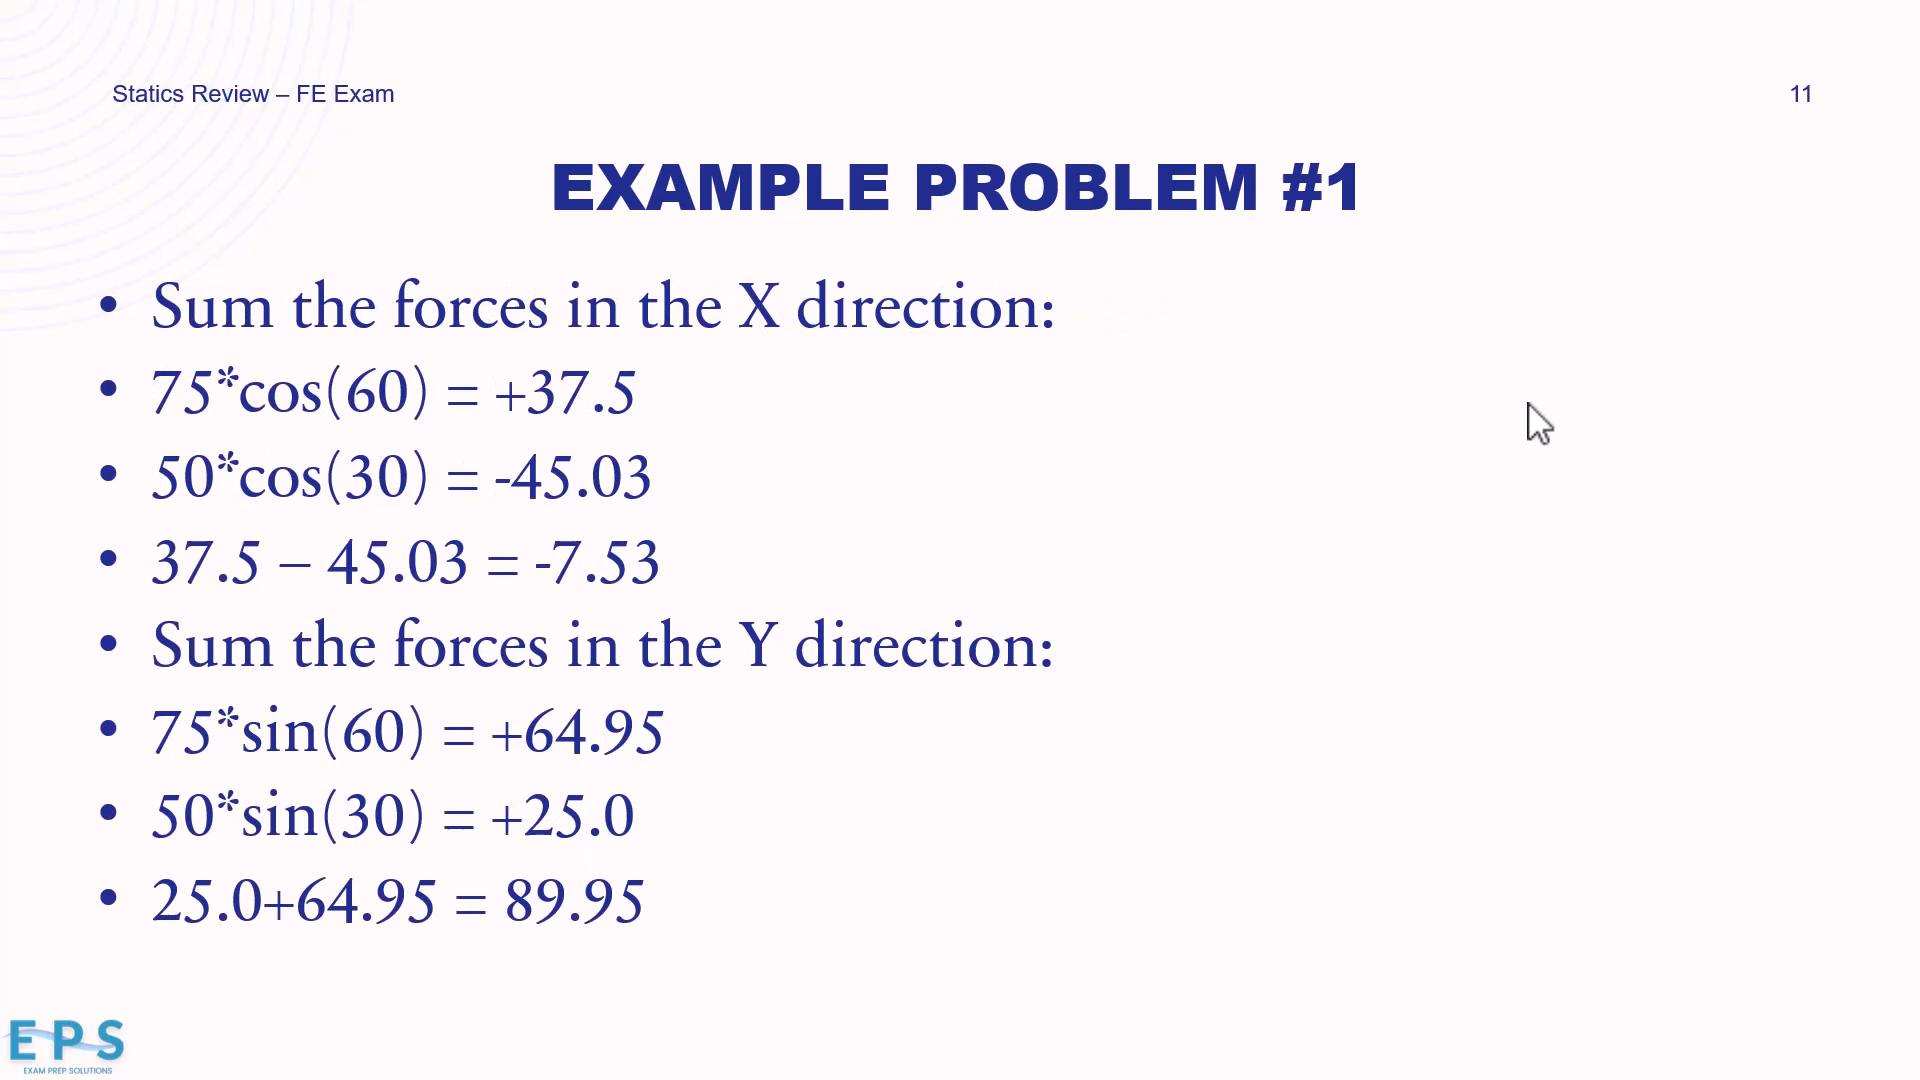 Statics Review – FE Exam
11
EXAMPLE PROBLEM #1
• Sum the forces in the X direction:
• 75*cos(60) = +37.5
• 50*cos(30) = -45.03
• 37.5 – 45.03 = -7.53
• Sum the forces in the Y direction:
• 75*sin(60) = +64.95
• 50*sin(30) = +25.0
• 25.0+64.95 = 89.95
EPS
EXAM PREP SOLUTIONS